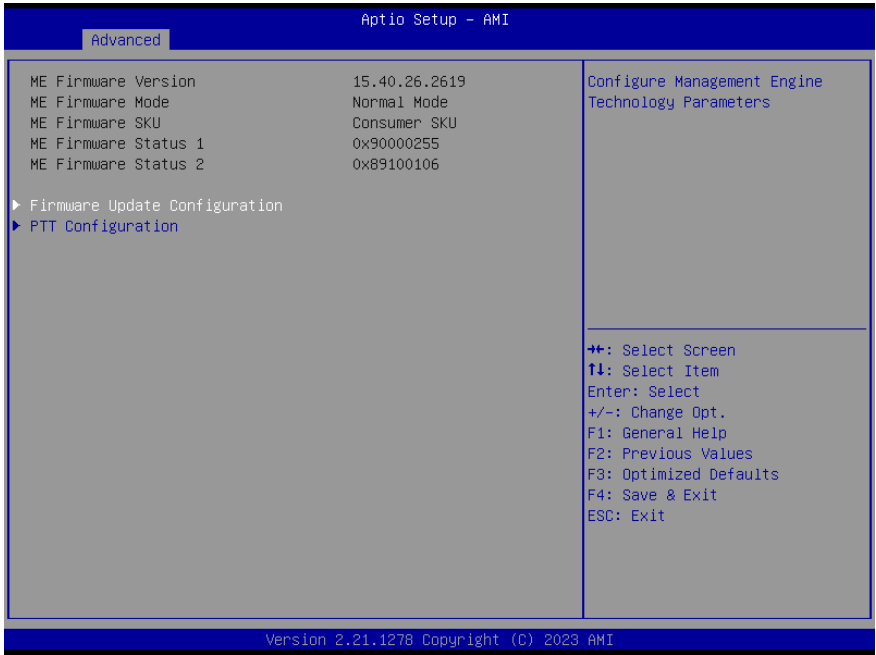 Aptio Setup - AMI
Advanced
ME Firmware Version 15.40.26.2619
ME Firmware Mode Normal Mode
ME Firmware SKU Consumer SKU
ME Firmware Status 1 0x90000255
ME Firmware Status 2 0x89100106
▶ Firmware Update Configuration
▶ PTT Configuration
Configure Management Engine
Technology Parameters
→←: Select Screen
↑↓: Select Item
Enter: Select
+/-: Change Opt.
F1: General Help
F2: Previous Values
F3: Optimized Defaults
F4: Save & Exit
ESC: Exit
Version 2.21.1278 Copyright (C) 2023 AMI